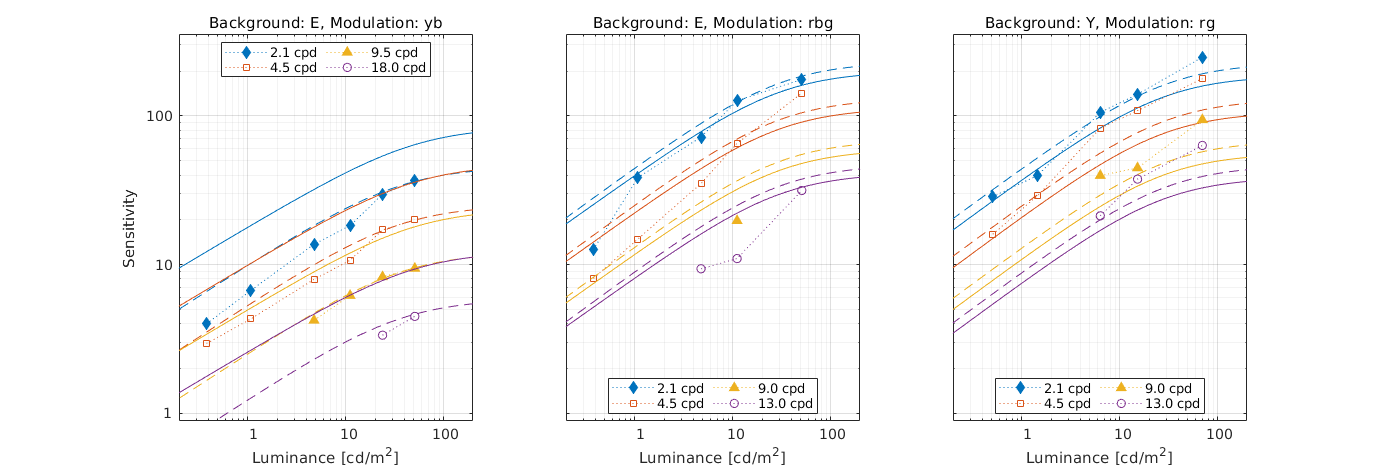 Background: E, Modulation: yb
2.1 cpd
9.5 cpd
4.5 cpd
18.0 cpd
100
10
1
Sensitivity
1
10
100
Luminance [cd/m²]
Background: E, Modulation: rbg
2.1 cpd
9.0 cpd
4.5 cpd
13.0 cpd
1
10
100
Luminance [cd/m²]
Background: Y, Modulation: rg
2.1 cpd
9.0 cpd
4.5 cpd
13.0 cpd
1
10
100
Luminance [cd/m²]